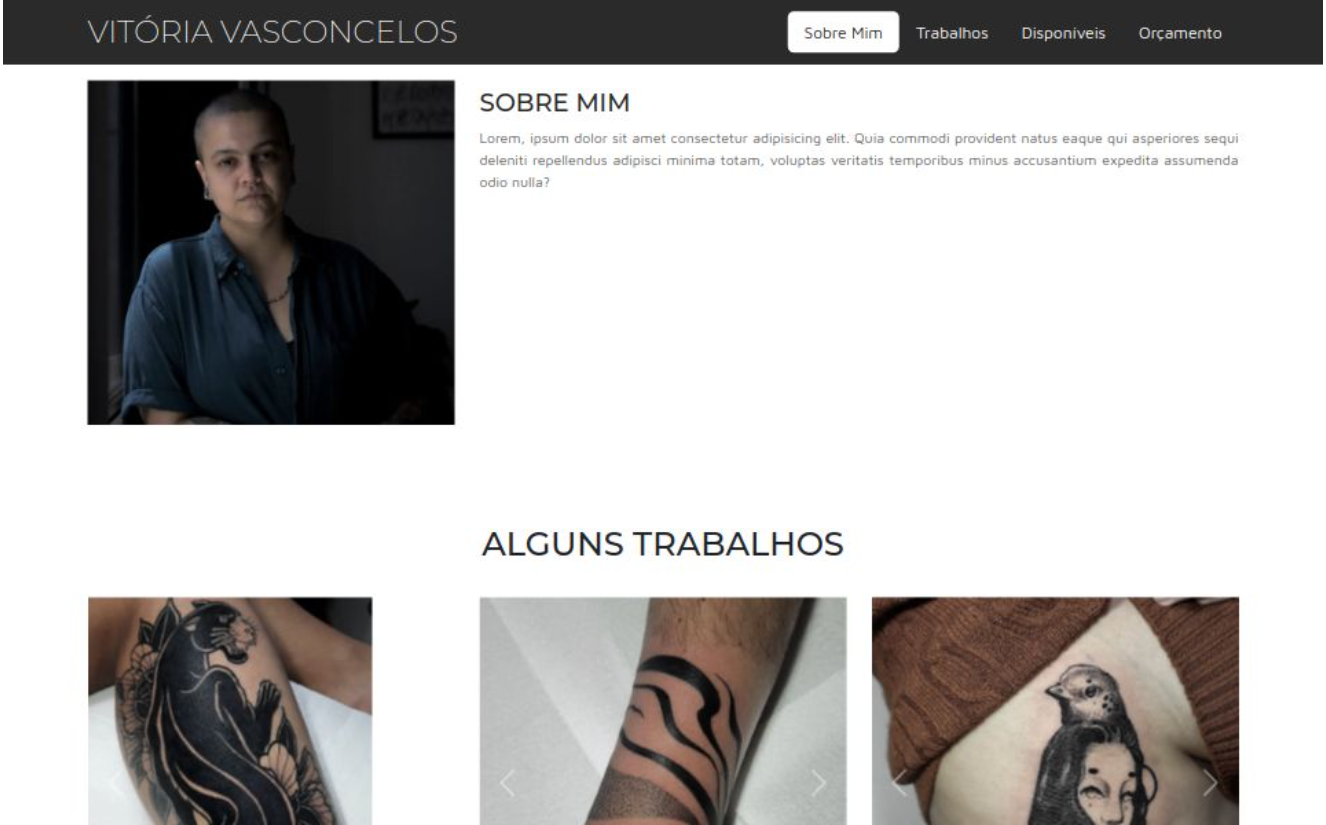 VITÓRIA VASCONCELOS
Sobre Mim Trabalhos Disponíveis Orçamento
SOBRE MIM
Lorem, ipsum dolor sit amet consectetur adipisicing elit. Quia commodi provident natus eaque qui asperiores sequi
deleniti repellendus adipisci minima totam, voluptas veritatis temporibus minus accusantium expedita assumenda
odio nulla?
ALGUNS TRABALHOS